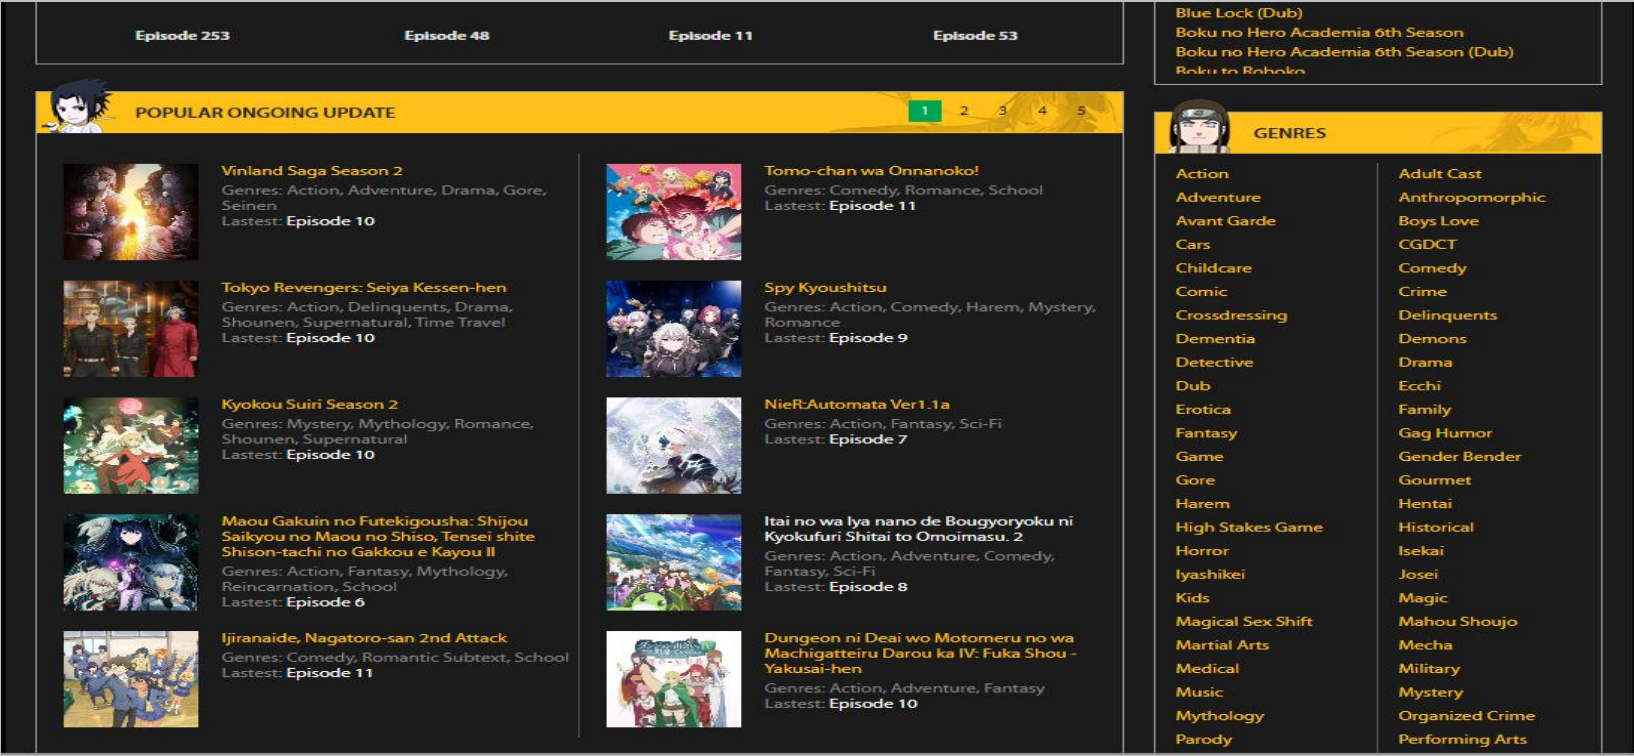 Episode 253
Episode 48
Episode 11
Episode 53
POPULAR ONGOING UPDATE
1 2 3 4 5
Vinland Saga Season 2
Genres: Action, Adventure, Drama, Gore,
Seinen
Lastest: Episode 10
Tomo-chan wa Onnanoko!
Genres: Comedy, Romance, School
Lastest: Episode 11
Tokyo Revengers: Seiya Kessen-hen
Genres: Action, Delinquents, Drama,
Shounen, Supernatural, Time Travel
Lastest: Episode 10
Spy Kyoushitsu
Genres: Action, Comedy, Harem, Mystery,
Romance
Lastest: Episode 9
Kyokou Suiri Season 2
Genres: Mystery, Mythology, Romance,
Shounen, Supernatural
Lastest: Episode 10
NieR:Automata Ver1.1a
Genres: Action, Fantasy, Sci-Fi
Lastest: Episode 7
Maou Gakuin no Futekigousha: Shijou
Saikyou no Maou no Shiso, Tensei shite
Shison-tachi no Gakkou e Kayou II
Genres: Action, Fantasy, Mythology,
Reincarnation, School
Lastest: Episode 6
Itai no wa Iya nano de Bougyoryoku ni
Kyokufuri Shitai to Omoimasu. 2
Genres: Action, Adventure, Comedy,
Fantasy, Sci-Fi
Lastest: Episode 8
Ijiranaide, Nagatoro-san 2nd Attack
Genres: Comedy, Romantic Subtext, School
Lastest: Episode 11
Dungeon ni Deai wo Motomeru no wa
Machigatteiru Darou ka IV: Fuka Shou -
Yakusai-hen
Genres: Action, Adventure, Fantasy
Lastest: Episode 10
Blue Lock (Dub)
Boku no Hero Academia 6th Season
Boku no Hero Academia 6th Season (Dub)
Boku to Roboko
GENRES
Action
Adult Cast
Adventure
Anthropomorphic
Avant Garde
Boys Love
Cars
CGDCT
Childcare
Comedy
Comic
Crime
Crossdressing
Delinquents
Dementia
Demons
Detective
Drama
Dub
Ecchi
Erotica
Family
Fantasy
Gag Humor
Game
Gender Bender
Gore
Gourmet
Harem
Hentai
High Stakes Game
Historical
Horror
Isekai
Iyashikei
Josei
Kids
Magic
Magical Sex Shift
Mahou Shoujo
Martial Arts
Mecha
Medical
Military
Music
Mystery
Mythology
Organized Crime
Parody
Performing Arts